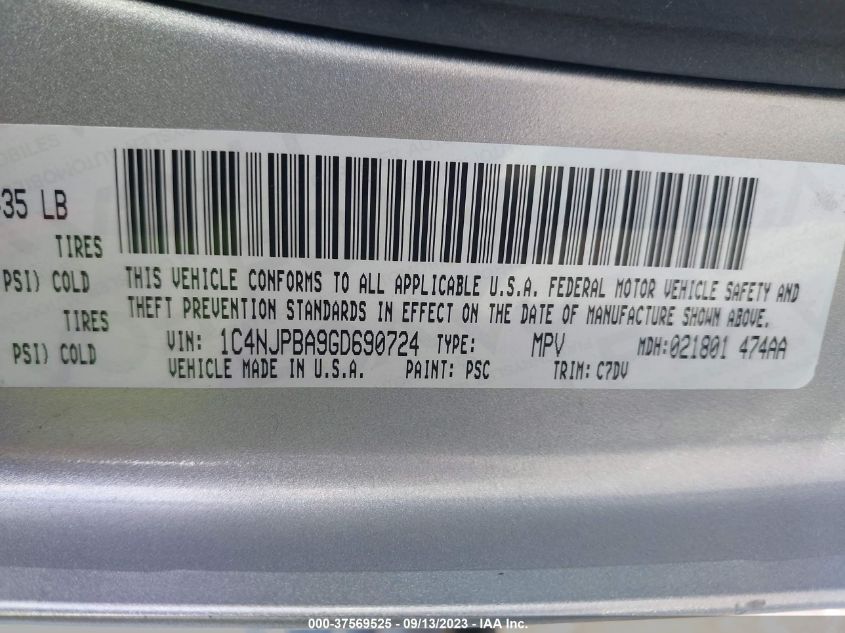 35 LB
TIRES
PSI) COLD
TIRES
PSI) COLD
THIS VEHICLE CONFORMS TO ALL APPLICABLE U.S.A. FEDERAL MOTOR VEHICLE SAFETY AND
THEFT PREVENTION STANDARDS IN EFFECT ON THE DATE OF MANUFACTURE SHOWN ABOVE.
VIN: 1C4NJPBA9GD690724 TYPE: MPV MDH:021801 474AA
VEHICLE MADE IN U.S.A. PAINT: PSC TRIM: C7DV
000-37569525 - 09/13/2023 - IAA Inc.